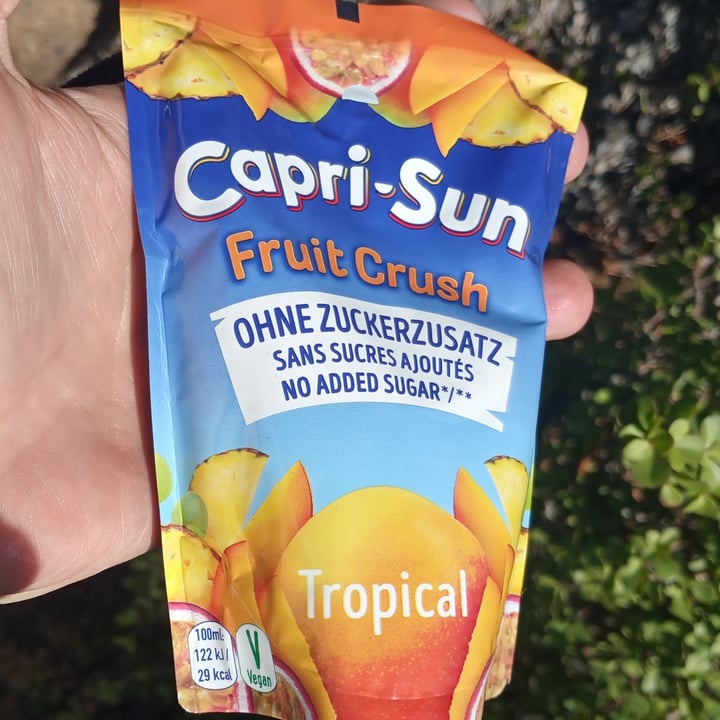 Capri-Sun
Fruit Crush
OHNE ZUCKERZUSATZ
SANS SUCRES AJOUTÉS
NO ADDED SUGAR*/**
Tropical
100ml:
122 kJ /
29 kcal
V
Vegan